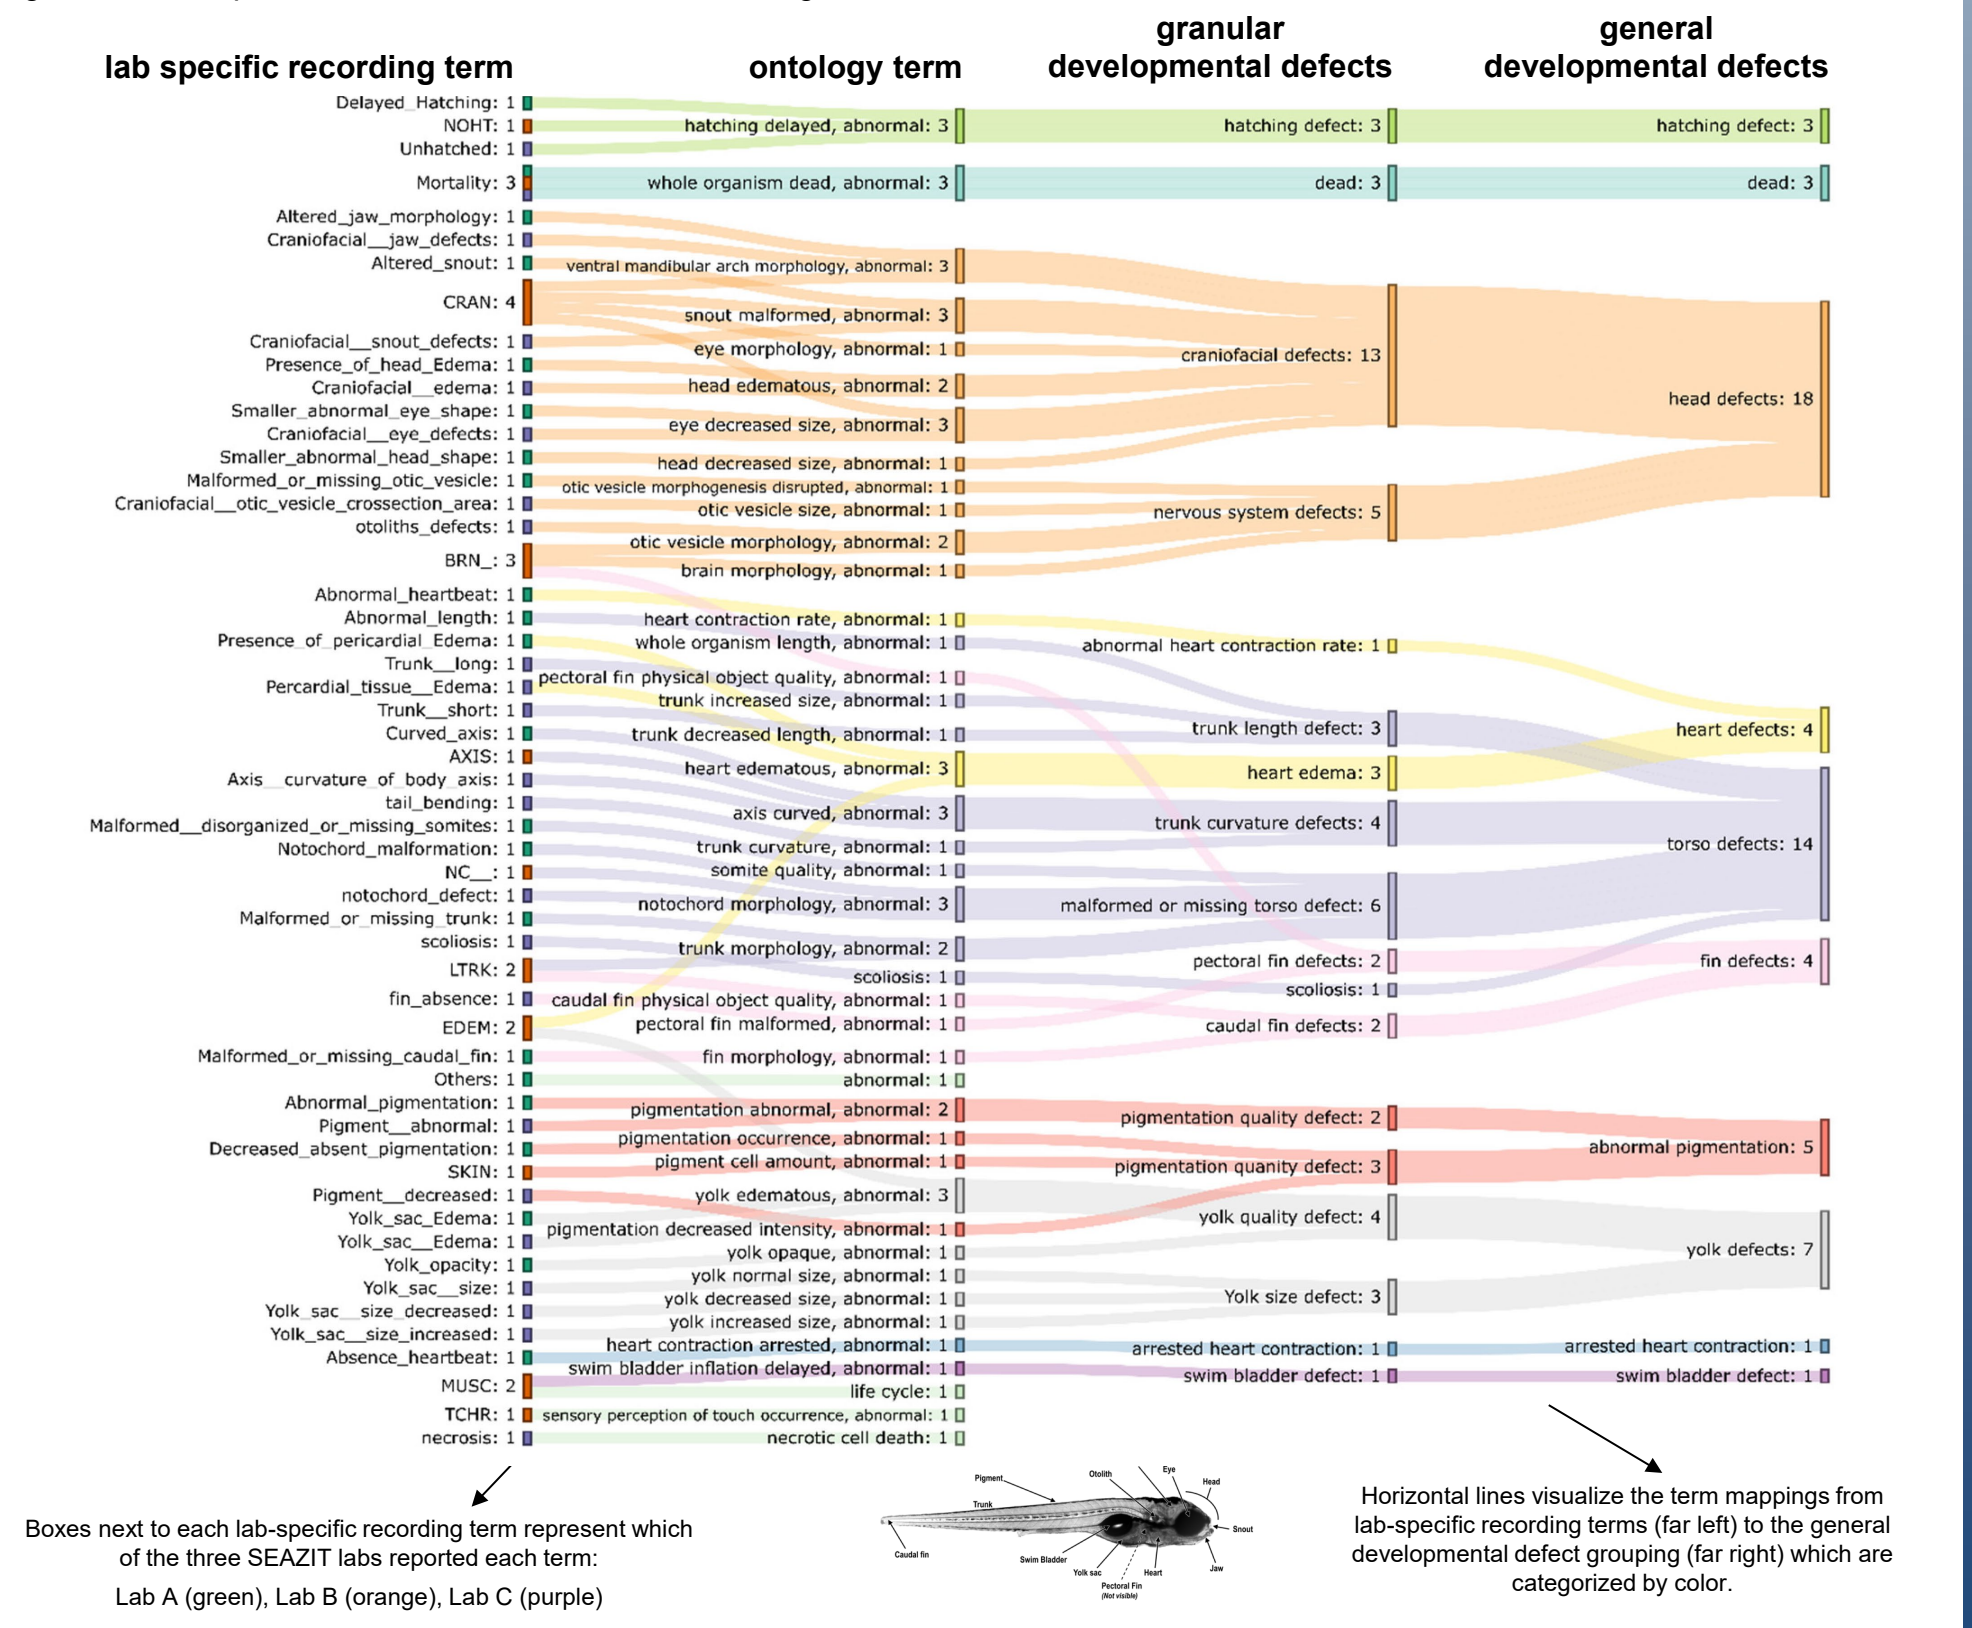 granular
general
lab specific recording term
ontology term
developmental defects
developmental defects
Delayed_Hatching: 1
NOHT: 1
Unhatched: 1
Mortality: 3
Altered_jaw_morphology: 1
Craniofacial__jaw_defects: 1
Altered_snout: 1
CRAN: 4
Craniofacial__snout_defects: 1
Presence_of_head_Edema: 1
Craniofacial__edema: 1
Smaller_abnormal_eye_shape: 1
Craniofacial__eye_defects: 1
Smaller_abnormal_head_shape: 1
Malformed_or_missing_otic_vesicle: 1
Craniofacial__otic_vesicle_crossection_area: 1
otoliths_defects: 1
BRN_: 3
Abnormal_heartbeat: 1
Abnormal_length: 1
Presence_of_pericardial_Edema: 1
Trunk__long: 1
Percardial_tissue__Edema: 1
Trunk__short: 1
Curved_axis: 1
AXIS: 1
Axis__curvature_of_body_axis: 1
tail_bending: 1
Malformed__disorganized_or_missing_somites: 1
Notochord_malformation: 1
NC__: 1
notochord_defect: 1
Malformed_or_missing_trunk: 1
scoliosis: 1
LTRK: 2
fin_absence: 1
EDEM: 2
Malformed_or_missing_caudal_fin: 1
Others: 1
Abnormal_pigmentation: 1
Pigment__abnormal: 1
Decreased_absent_pigmentation: 1
SKIN: 1
Pigment__decreased: 1
Yolk_sac_Edema: 1
Yolk_sac__Edema: 1
Yolk_opacity: 1
Yolk_sac__size: 1
Yolk_sac__size_decreased: 1
Yolk_sac__size_increased: 1
Absence_heartbeat: 1
MUSC: 2
TCHR: 1
necrosis: 1
hatching delayed, abnormal: 3
whole organism dead, abnormal: 3
ventral mandibular arch morphology, abnormal: 3
snout malformed, abnormal: 3
eye morphology, abnormal: 1
head edematous, abnormal: 2
eye decreased size, abnormal: 3
head decreased size, abnormal: 1
otic vesicle morphogenesis disrupted, abnormal: 1
otic vesicle size, abnormal: 1
otic vesicle morphology, abnormal: 2
brain morphology, abnormal: 1
heart contraction rate, abnormal: 1
whole organism length, abnormal: 1
pectoral fin physical object quality, abnormal: 1
trunk increased size, abnormal: 1
trunk decreased length, abnormal: 1
heart edematous, abnormal: 3
axis curved, abnormal: 3
trunk curvature, abnormal: 1
somite quality, abnormal: 1
notochord morphology, abnormal: 3
trunk morphology, abnormal: 2
scoliosis: 1
caudal fin physical object quality, abnormal: 1
pectoral fin malformed, abnormal: 1
fin morphology, abnormal: 1
abnormal: 1
pigmentation abnormal, abnormal: 2
pigmentation occurrence, abnormal: 1
pigment cell amount, abnormal: 1
yolk edematous, abnormal: 3
pigmentation decreased intensity, abnormal: 1
yolk opaque, abnormal: 1
yolk normal size, abnormal: 1
yolk decreased size, abnormal: 1
yolk increased size, abnormal: 1
heart contraction arrested, abnormal: 1
swim bladder inflation delayed, abnormal: 1
life cycle: 1
sensory perception of touch occurrence, abnormal: 1
necrotic cell death: 1
hatching defect: 3
dead: 3
craniofacial defects: 13
nervous system defects: 5
abnormal heart contraction rate: 1
trunk length defect: 3
heart edema: 3
trunk curvature defects: 4
malformed or missing torso defect: 6
pectoral fin defects: 2
scoliosis: 1
caudal fin defects: 2
pigmentation quality defect: 2
pigmentation quanity defect: 3
yolk quality defect: 4
Yolk size defect: 3
arrested heart contraction: 1
swim bladder defect: 1
hatching defect: 3
dead: 3
head defects: 18
heart defects: 4
torso defects: 14
fin defects: 4
abnormal pigmentation: 5
yolk defects: 7
arrested heart contraction: 1
swim bladder defect: 1
Boxes next to each lab-specific recording term represent which
of the three SEAZIT labs reported each term:
Lab A (green), Lab B (orange), Lab C (purple)
Pigment
Otolith
Eye
Head
Trunk
Snout
Caudal fin
Swim Bladder
Yolk sac
Heart
Jaw
Pectoral Fin
(Not visible)
Horizontal lines visualize the term mappings from
lab-specific recording terms (far left) to the general
developmental defect grouping (far right) which are
categorized by color.